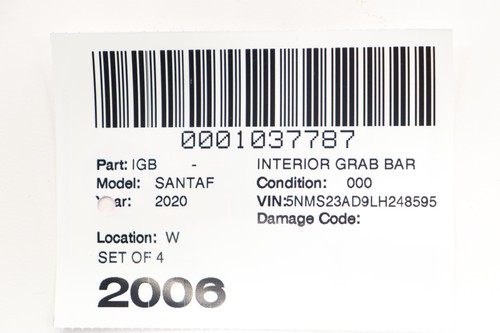 0001037787
Part: IGB - INTERIOR GRAB BAR
Model: SANTAF Condition: 000
Year: 2020 VIN:5NMS23AD9LH248595
Damage Code:
Location: W
SET OF 4
2006